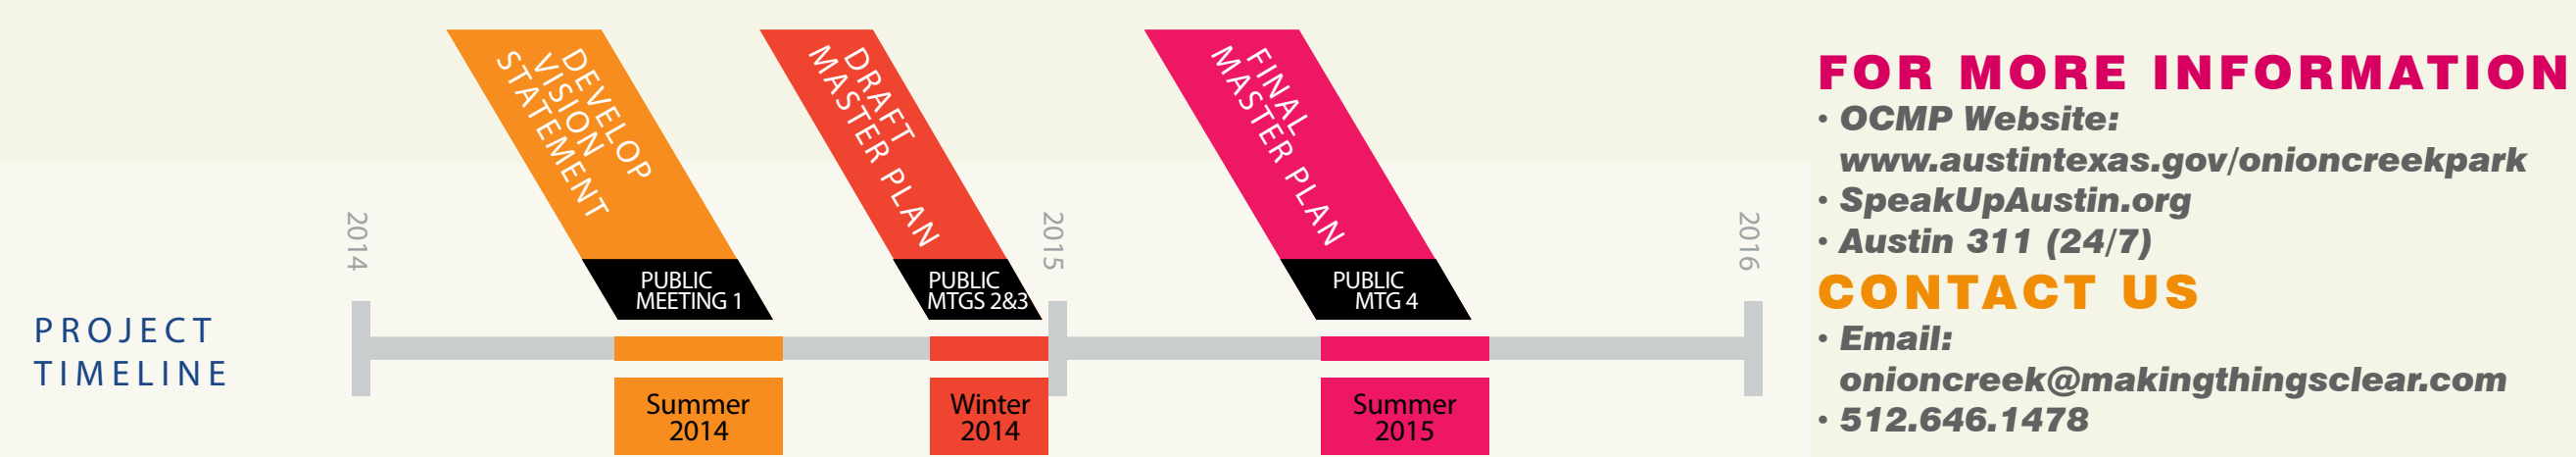 PROJECT
TIMELINE
2014
DEVELOP
VISION
STATEMENT
PUBLIC
MEETING 1
Summer
2014
DRAFT
MASTER PLAN
PUBLIC
MTGS 2&3
Winter
2014
2015
FINAL
MASTER PLAN
PUBLIC
MTG 4
Summer
2015
2016
FOR MORE INFORMATION
• OCMP Website:
www.austintexas.gov/onioncreekpark
• SpeakUpAustin.org
• Austin 311 (24/7)
CONTACT US
• Email:
onioncreek@makingthingsclear.com
• 512.646.1478